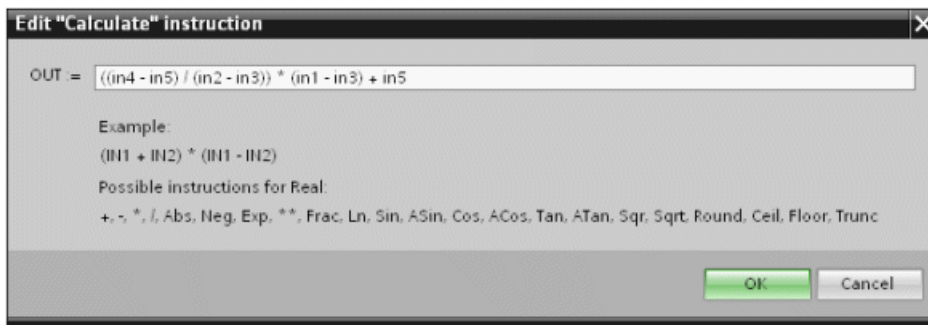 Edit "Calculate" instruction
OUT := ((in4 - in5) / (in2 - in3)) * (in1 - in3) + in5
Example:
(IN1 + IN2) * (IN1 - IN2)
Possible instructions for Real:
+, -, *, /, Abs, Neg, Exp, **, Frac, Ln, Sin, ASin, Cos, ACos, Tan, ATan, Sqr, Sqrt, Round, Ceil, Floor, Trunc
OK Cancel